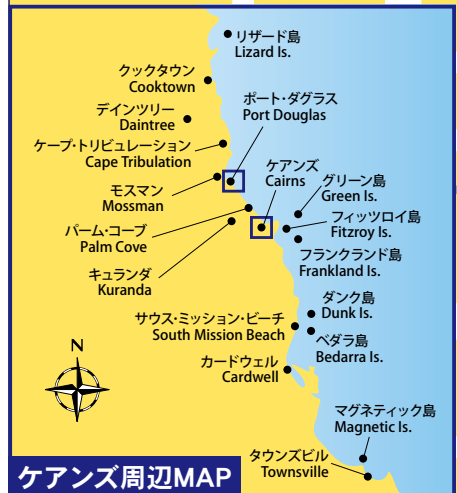 リザード島
Lizard Is.
クックタウン
Cooktown
デインツリー
Daintree
ポート・ダグラス
Port Douglas
ケープ・トリビュレーション
Cape Tribulation
ケアンズ
Cairns
グリーン島
Green Is.
モスマン
Mossman
フィッツロイ島
Fitzroy Is.
パーム・コーブ
Palm Cove
フランクランド島
Frankland Is.
キュランダ
Kuranda
ダンク島
Dunk Is.
サウス・ミッション・ビーチ
South Mission Beach
ベダラ島
Bedarra Is.
カードウェル
Cardwell
N
マグネティック島
Magnetic Is.
タウンズビル
Townsville
ケアンズ周辺MAP